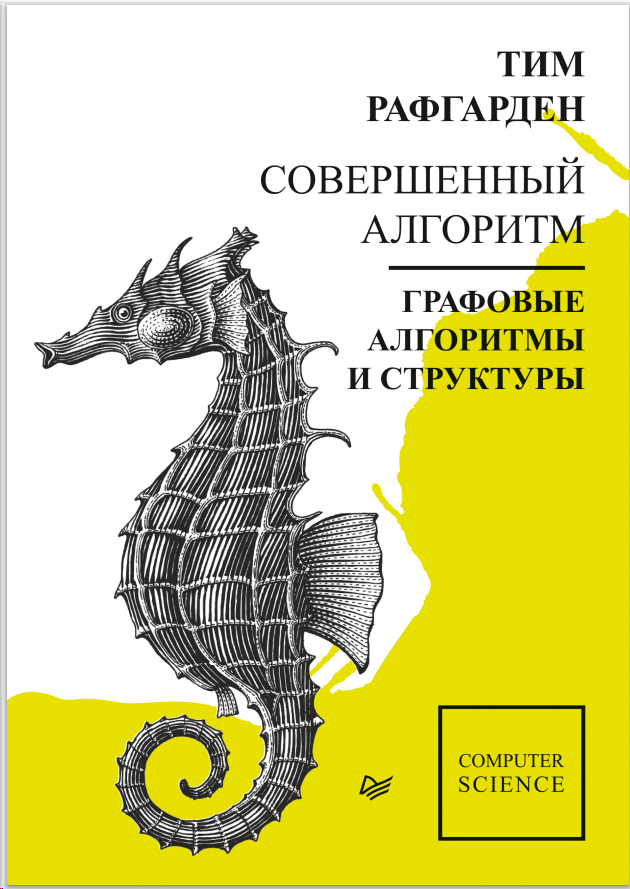 ТИМ
РАФГАРДЕН
СОВЕРШЕННЫЙ
АЛГОРИТМ
ГРАФОВЫЕ
АЛГОРИТМЫ
И СТРУКТУРЫ
COMPUTER
SCIENCE